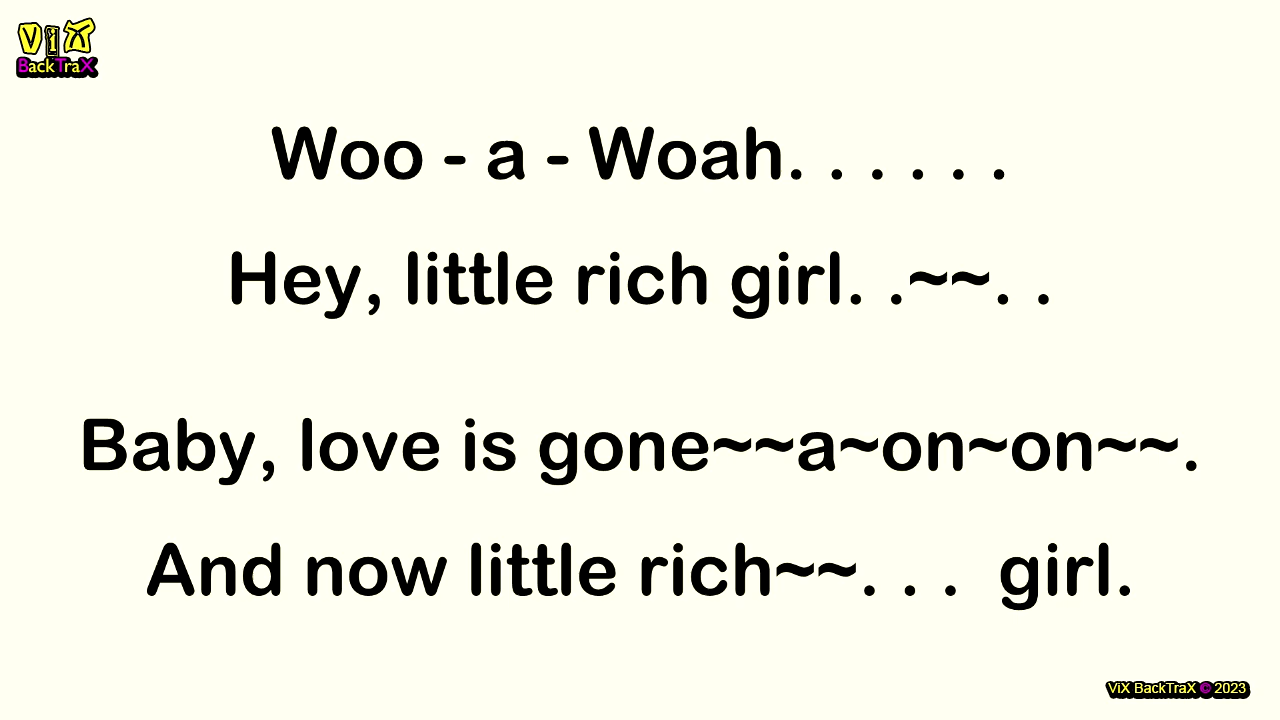 ViX
BackTraX
Woo - a - Woah. . . . . .
Hey, little rich girl. .~~. .
Baby, love is gone~~a~on~on~~.
And now little rich~~. . .  girl.
ViX BackTraX © 2023